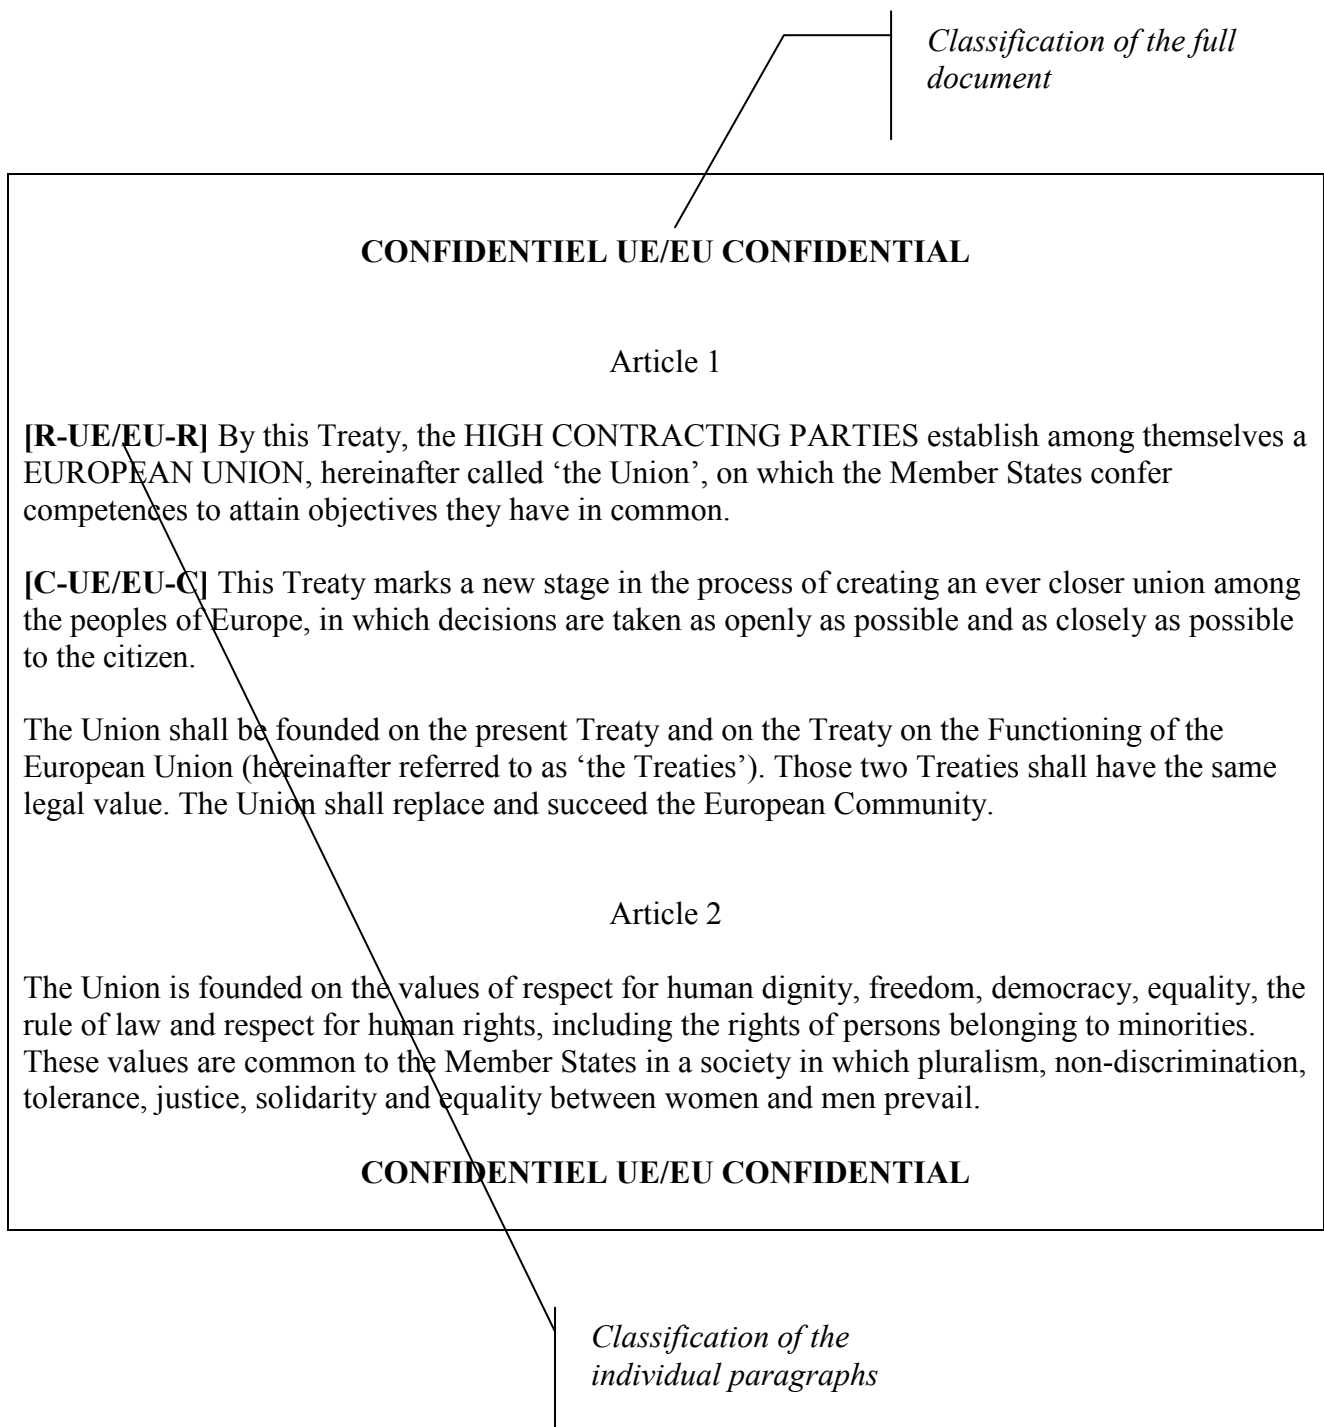 Classification of the full
document
CONFIDENTIEL UE/EU CONFIDENTIAL
Article 1
[R-UE/EU-R] By this Treaty, the HIGH CONTRACTING PARTIES establish among themselves a
EUROPEAN UNION, hereinafter called ‘the Union’, on which the Member States confer
competences to attain objectives they have in common.
[C-UE/EU-C] This Treaty marks a new stage in the process of creating an ever closer union among
the peoples of Europe, in which decisions are taken as openly as possible and as closely as possible
to the citizen.
The Union shall be founded on the present Treaty and on the Treaty on the Functioning of the
European Union (hereinafter referred to as ‘the Treaties’). Those two Treaties shall have the same
legal value. The Union shall replace and succeed the European Community.
Article 2
The Union is founded on the values of respect for human dignity, freedom, democracy, equality, the
rule of law and respect for human rights, including the rights of persons belonging to minorities.
These values are common to the Member States in a society in which pluralism, non-discrimination,
tolerance, justice, solidarity and equality between women and men prevail.
CONFIDENTIEL UE/EU CONFIDENTIAL
Classification of the
individual paragraphs